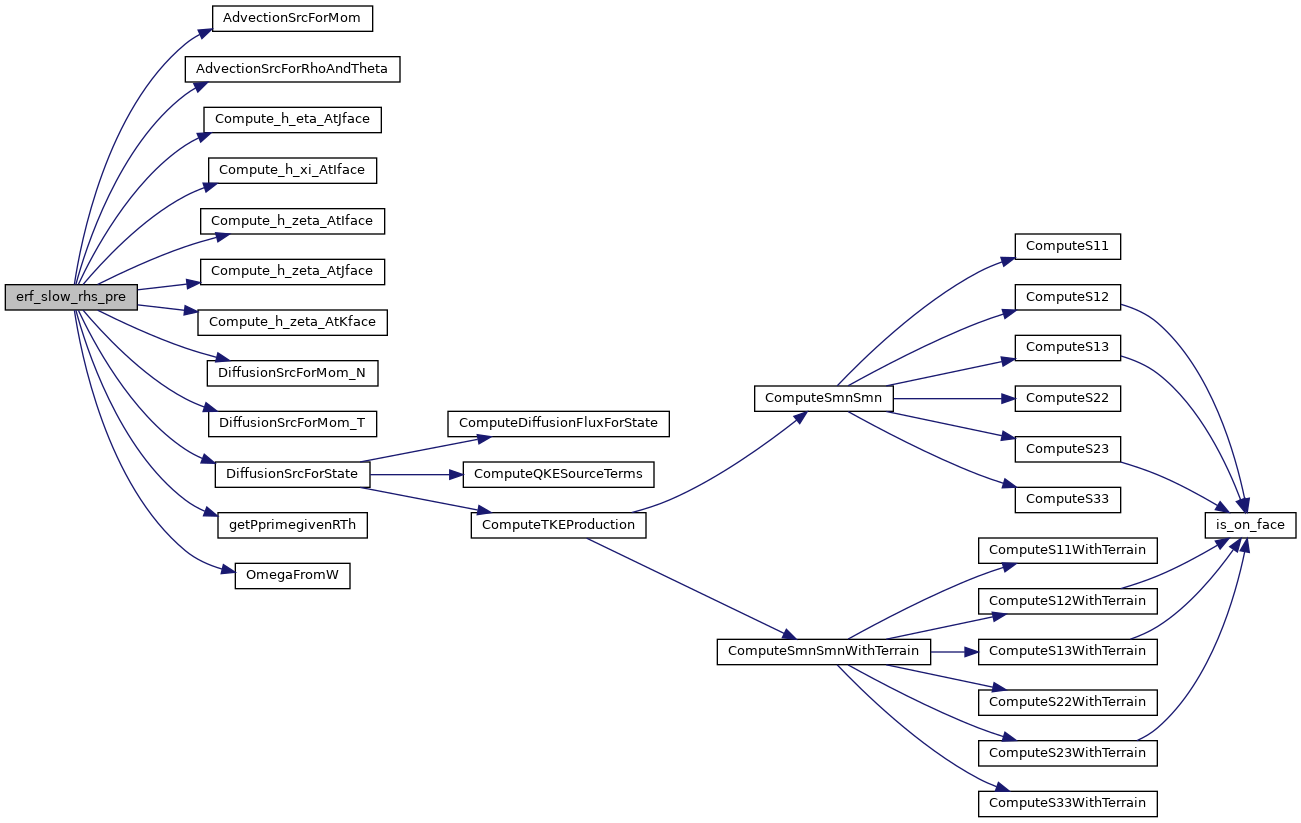 erf_slow_rhs_pre
AdvectionSrcForMom
AdvectionSrcForRhoAndTheta
Compute_h_eta_AtJface
Compute_h_xi_AtIface
Compute_h_zeta_AtIface
Compute_h_zeta_AtJface
Compute_h_zeta_AtKface
DiffusionSrcForMom_N
DiffusionSrcForMom_T
DiffusionSrcForState
getPprimegivenRTh
OmegaFromW
ComputeDiffusionFluxForState
ComputeQKESourceTerms
ComputeTKEProduction
ComputeSmnSmn
ComputeSmnSmnWithTerrain
ComputeS11
ComputeS12
ComputeS13
ComputeS22
ComputeS23
ComputeS33
ComputeS11WithTerrain
ComputeS12WithTerrain
ComputeS13WithTerrain
ComputeS22WithTerrain
ComputeS23WithTerrain
ComputeS33WithTerrain
is_on_face